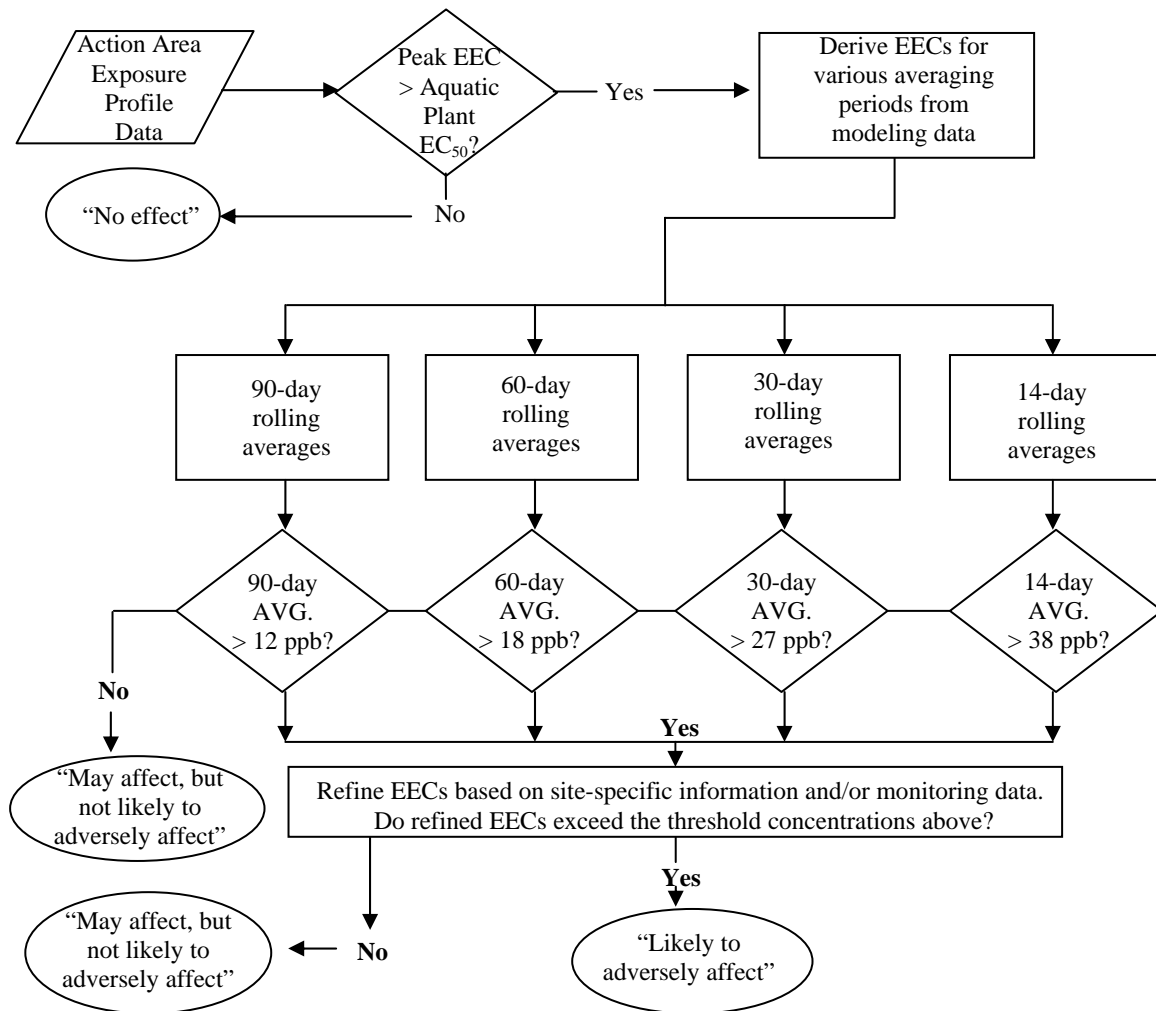 Action Area
Exposure
Profile
Data
Peak EEC
> Aquatic
Plant
EC₅₀?
Yes
Derive EECs for
various averaging
periods from
modeling data
“No effect”
No
90-day
rolling
averages
60-day
rolling
averages
30-day
rolling
averages
14-day
rolling
averages
90-day
AVG.
> 12 ppb?
60-day
AVG.
> 18 ppb?
30-day
AVG.
> 27 ppb?
14-day
AVG.
> 38 ppb?
No
Yes
“May affect, but
not likely to
adversely affect”
Refine EECs based on site-specific information and/or monitoring data.
Do refined EECs exceed the threshold concentrations above?
Yes
No
“May affect, but
not likely to
adversely affect”
“Likely to
adversely affect”